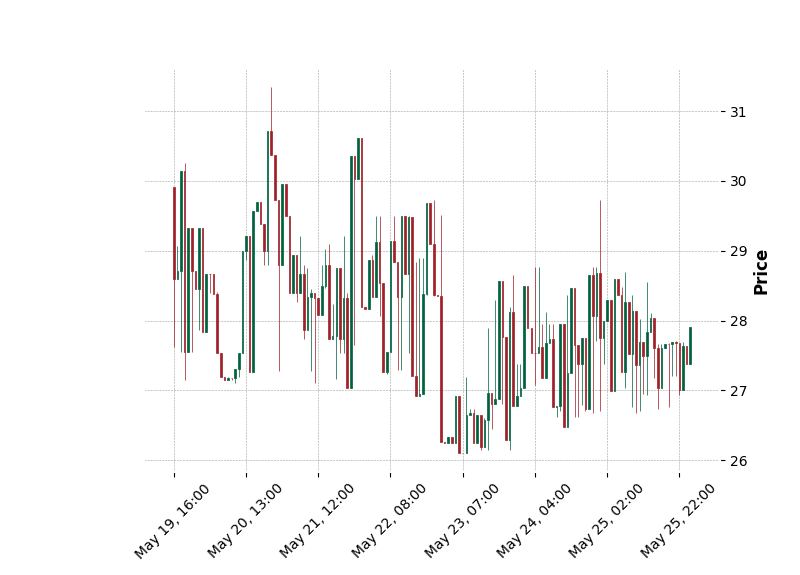 31
30
29
28
27
26
Price
May 19, 16:00
May 20, 13:00
May 21, 12:00
May 22, 08:00
May 23, 07:00
May 24, 04:00
May 25, 02:00
May 25, 22:00